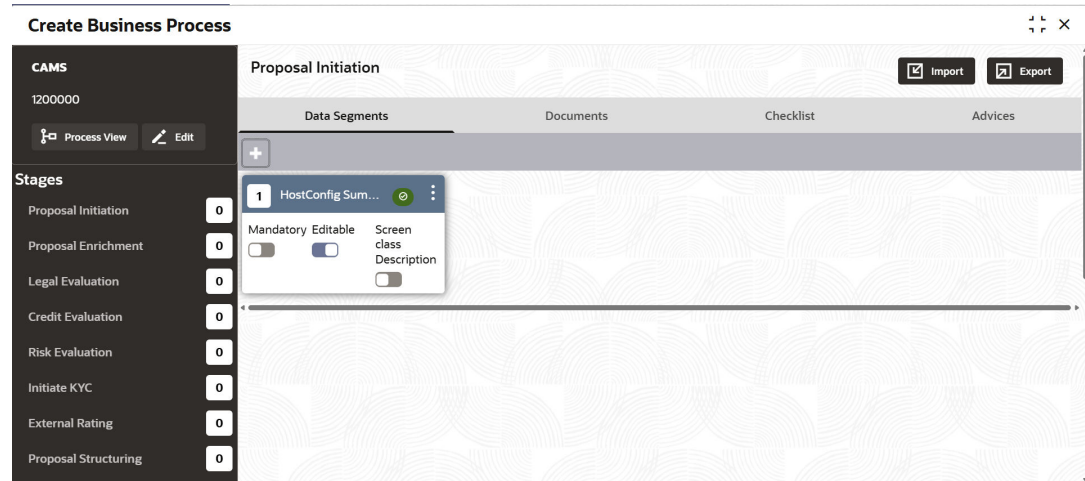 Create Business Process
CAMS
1200000
Process View Edit
Stages
Proposal Initiation 0
Proposal Enrichment 0
Legal Evaluation 0
Credit Evaluation 0
Risk Evaluation 0
Initiate KYC 0
External Rating 0
Proposal Structuring 0
Proposal Initiation
Import Export
Data Segments Documents Checklist Advices
1 HostConfig Sum...
Mandatory Editable Screen
class
Description